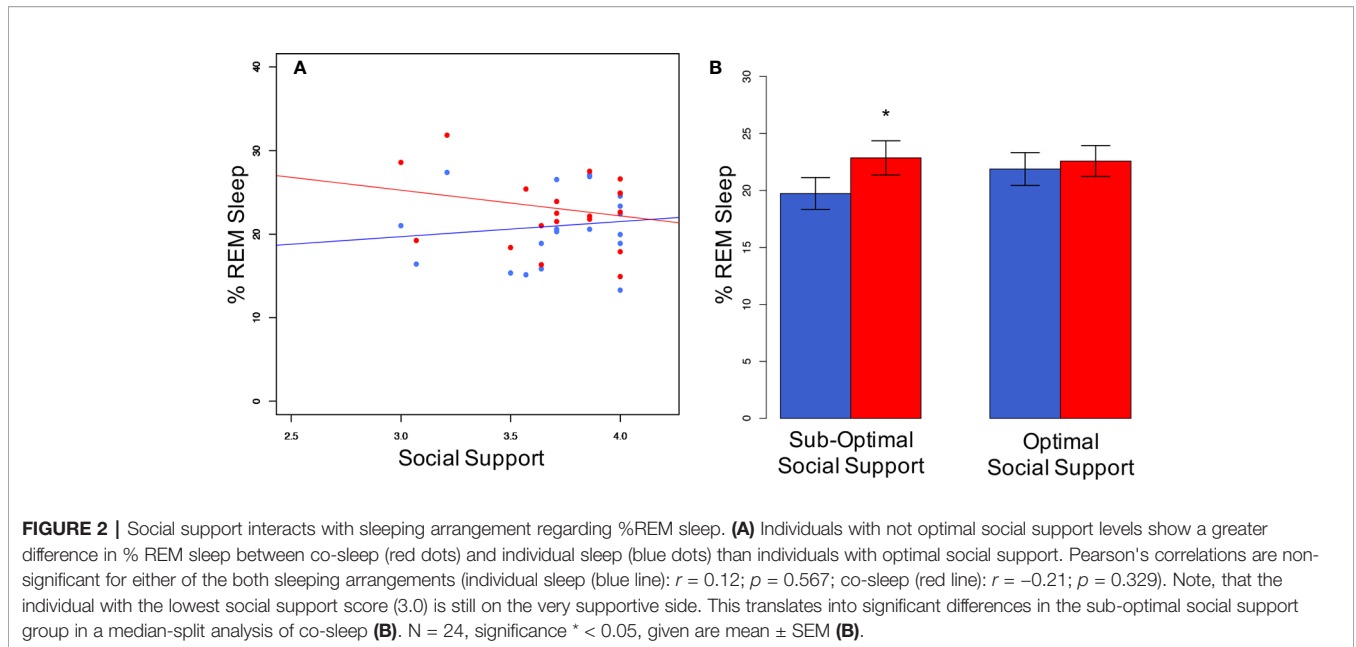 A
% REM Sleep
40
30
20
10
0
2.5 3.0 3.5 4.0
Social Support
B
% REM Sleep
30
25
20
15
10
5
0
*
Sub-Optimal
Social Support
Optimal
Social Support
FIGURE 2 | Social support interacts with sleeping arrangement regarding %REM sleep. (A) Individuals with not optimal social support levels show a greater
difference in % REM sleep between co-sleep (red dots) and individual sleep (blue dots) than individuals with optimal social support. Pearson's correlations are non-
significant for either of the both sleeping arrangements (individual sleep (blue line): r = 0.12; p = 0.567; co-sleep (red line): r = −0.21; p = 0.329). Note, that the
individual with the lowest social support score (3.0) is still on the very supportive side. This translates into significant differences in the sub-optimal social support
group in a median-split analysis of co-sleep (B). N = 24, significance * < 0.05, given are mean ± SEM (B).